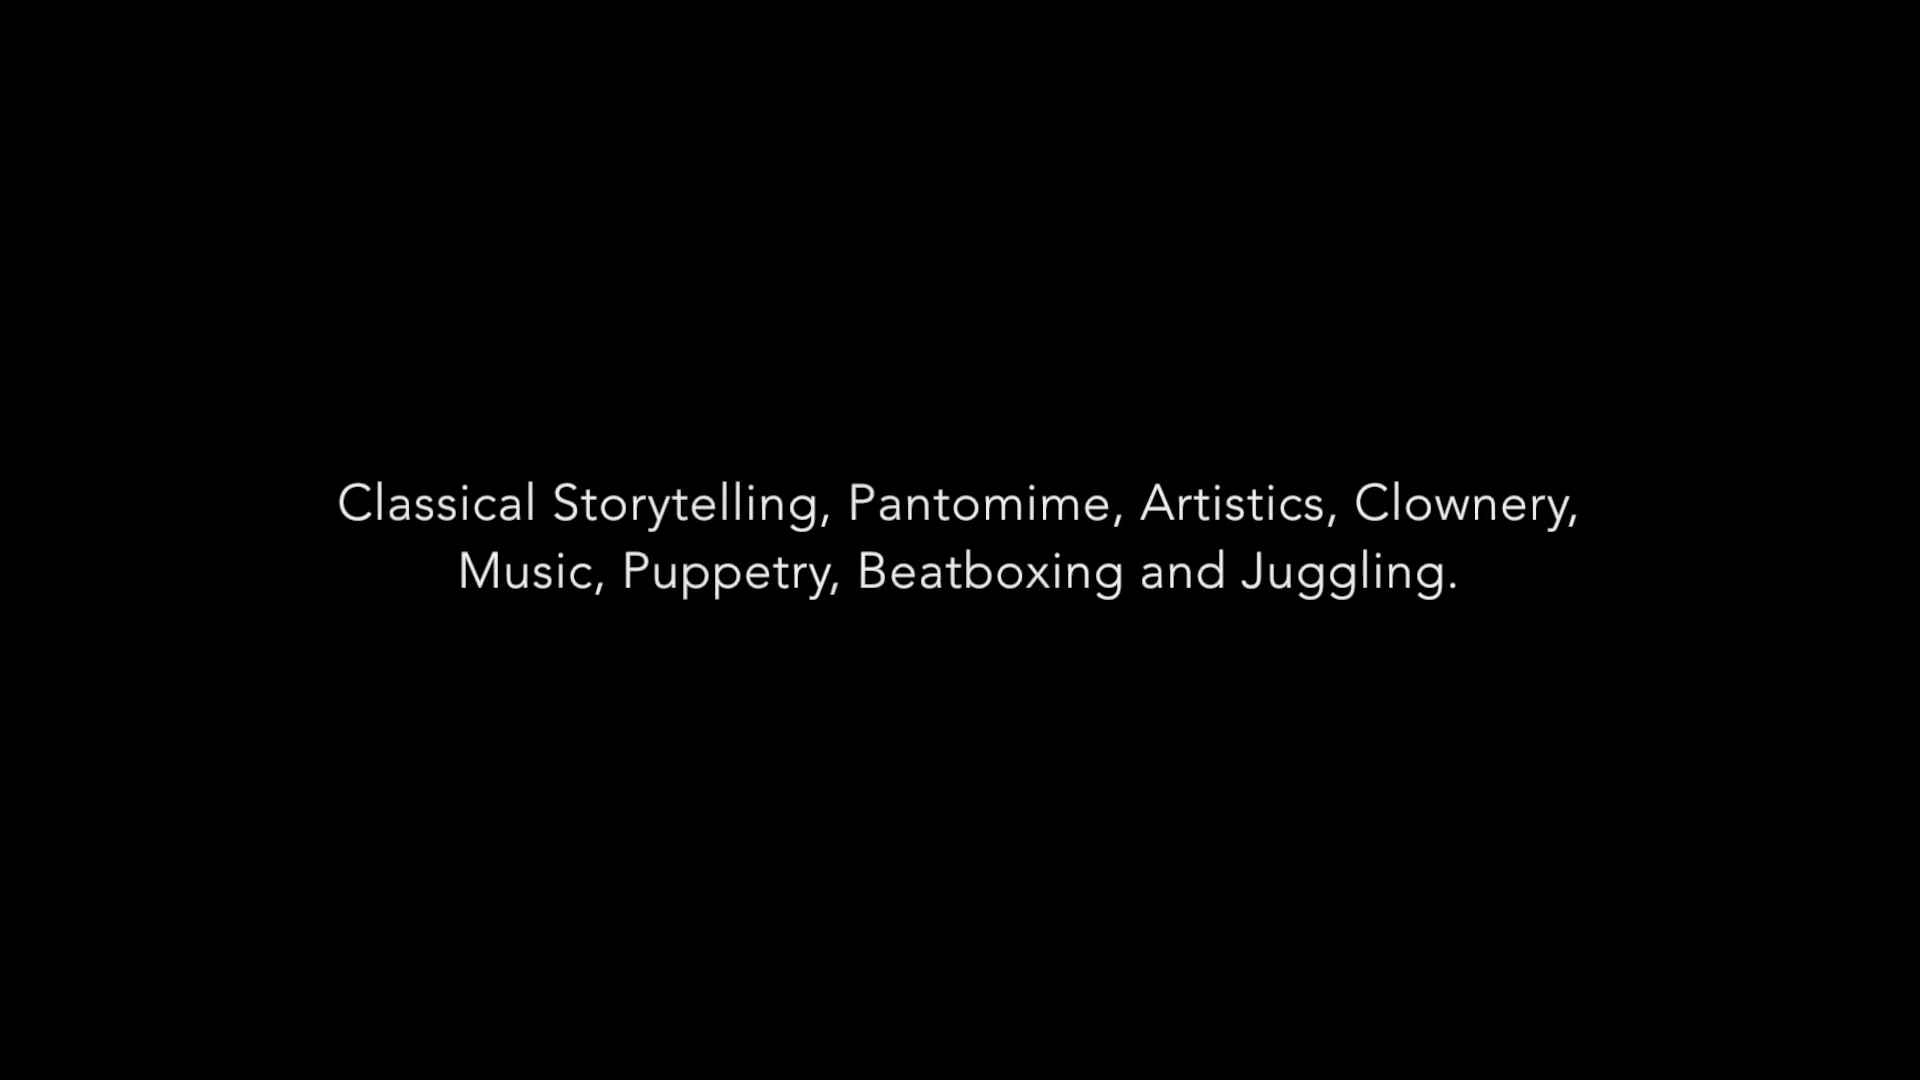 Classical Storytelling, Pantomime, Artistics, Clownery,
Music, Puppetry, Beatboxing and Juggling.